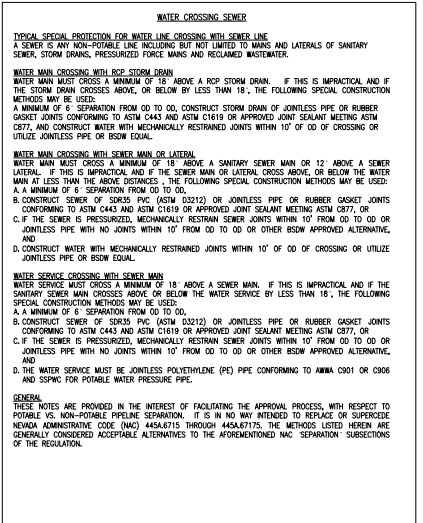 WATER CROSSING SEWER
TYPICAL SPECIAL PROTECTION FOR WATER LINE CROSSING WITH SEWER LINE
A SEWER IS ANY NON-POTABLE LINE INCLUDING BUT NOT LIMITED TO MAINS AND LATERALS OF SANITARY
SEWER, STORM DRAINS, PRESSURIZED FORCE MAINS AND RECLAIMED WASTEWATER.
WATER MAIN CROSSING WITH RCP STORM DRAIN
WATER MAIN MUST CROSS A MINIMUM OF 18" ABOVE A RCP STORM DRAIN. IF THIS IS IMPRACTICAL AND IF
THE STORM DRAIN CROSSES ABOVE, OR BELOW BY LESS THAN 18", THE FOLLOWING SPECIAL CONSTRUCTION
METHODS MAY BE USED:
A MINIMUM OF 6" SEPARATION FROM OD TO OD, CONSTRUCT STORM DRAIN OF JOINTLESS PIPE OR RUBBER
GASKET JOINTS CONFORMING TO ASTM C443 AND ASTM C1619 OR APPROVED JOINT SEALANT MEETING ASTM
C877, AND CONSTRUCT WATER WITH MECHANICALLY RESTRAINED JOINTS WITHIN 10' OF OD OF CROSSING OR
UTILIZE JOINTLESS PIPE OR BSDW EQUAL.
WATER MAIN CROSSING WITH SEWER MAIN OR LATERAL
WATER MAIN MUST CROSS A MINIMUM OF 18" ABOVE A SANITARY SEWER MAIN OR 12" ABOVE A SEWER
LATERAL. IF THIS IS IMPRACTICAL AND IF THE SEWER MAIN OR LATERAL CROSS ABOVE, OR BELOW THE WATER
MAIN AT LESS THAN THE ABOVE DISTANCES , THE FOLLOWING SPECIAL CONSTRUCTION METHODS MAY BE USED:
A. A MINIMUM OF 6" SEPARATION FROM OD TO OD,
B. CONSTRUCT SEWER OF SDR35 PVC (ASTM D3212) OR JOINTLESS PIPE OR RUBBER GASKET JOINTS
CONFORMING TO ASTM C443 AND ASTM C1619 OR APPROVED JOINT SEALANT MEETING ASTM C877, OR
C. IF THE SEWER IS PRESSURIZED, MECHANICALLY RESTRAIN SEWER JOINTS WITHIN 10' FROM OD TO OD OR
JOINTLESS PIPE WITH NO JOINTS WITHIN 10' FROM OD TO OD OR OTHER BSDW APPROVED ALTERNATIVE,
AND
D. CONSTRUCT WATER WITH MECHANICALLY RESTRAINED JOINTS WITHIN 10' OF OD OF CROSSING OR UTILIZE
JOINTLESS PIPE OR BSDW EQUAL.
WATER SERVICE CROSSING WITH SEWER MAIN
WATER SERVICE MUST CROSS A MINIMUM OF 18" ABOVE A SEWER MAIN. IF THIS IS IMPRACTICAL AND IF THE
SANITARY SEWER MAIN CROSSES ABOVE OR BELOW THE WATER SERVICE BY LESS THAN 18", THE FOLLOWING
SPECIAL CONSTRUCTION METHODS MAY BE USED:
A. A MINIMUM OF 6" SEPARATION FROM OD TO OD,
B. CONSTRUCT SEWER OF SDR35 PVC (ASTM D3212) OR JOINTLESS PIPE OR RUBBER GASKET JOINTS
CONFORMING TO ASTM C443 AND ASTM C1619 OR APPROVED JOINT SEALANT MEETING ASTM C877, OR
C. IF THE SEWER IS PRESSURIZED, MECHANICALLY RESTRAIN SEWER JOINTS WITHIN 10' FROM OD TO OD OR
JOINTLESS PIPE WITH NO JOINTS WITHIN 10' FROM OD TO OD OR OTHER BSDW APPROVED ALTERNATIVE,
AND
D. THE WATER SERVICE MUST BE JOINTLESS POLYETHYLENE (PE) PIPE CONFORMING TO AWWA C901 OR C906
AND SSPWC FOR POTABLE WATER PRESSURE PIPE.
GENERAL
THESE NOTES ARE PROVIDED IN THE INTEREST OF FACILITATING THE APPROVAL PROCESS, WITH RESPECT TO
POTABLE VS. NON-POTABLE PIPELINE SEPARATION. IT IS IN NO WAY INTENDED TO REPLACE OR SUPERCEDE
NEVADA ADMINISTRATIVE CODE (NAC) 445A.6715 THROUGH 445A.67175. THE METHODS LISTED HEREIN ARE
GENERALLY CONSIDERED ACCEPTABLE ALTERNATIVES TO THE AFOREMENTIONED NAC "SEPARATION" SUBSECTIONS
OF THE REGULATION.